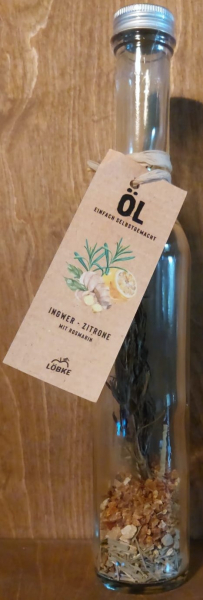 ÖL
EINFACH SELBSTGEMACHT
INGWER - ZITRONE
MIT ROSMARIN
LÖBKE